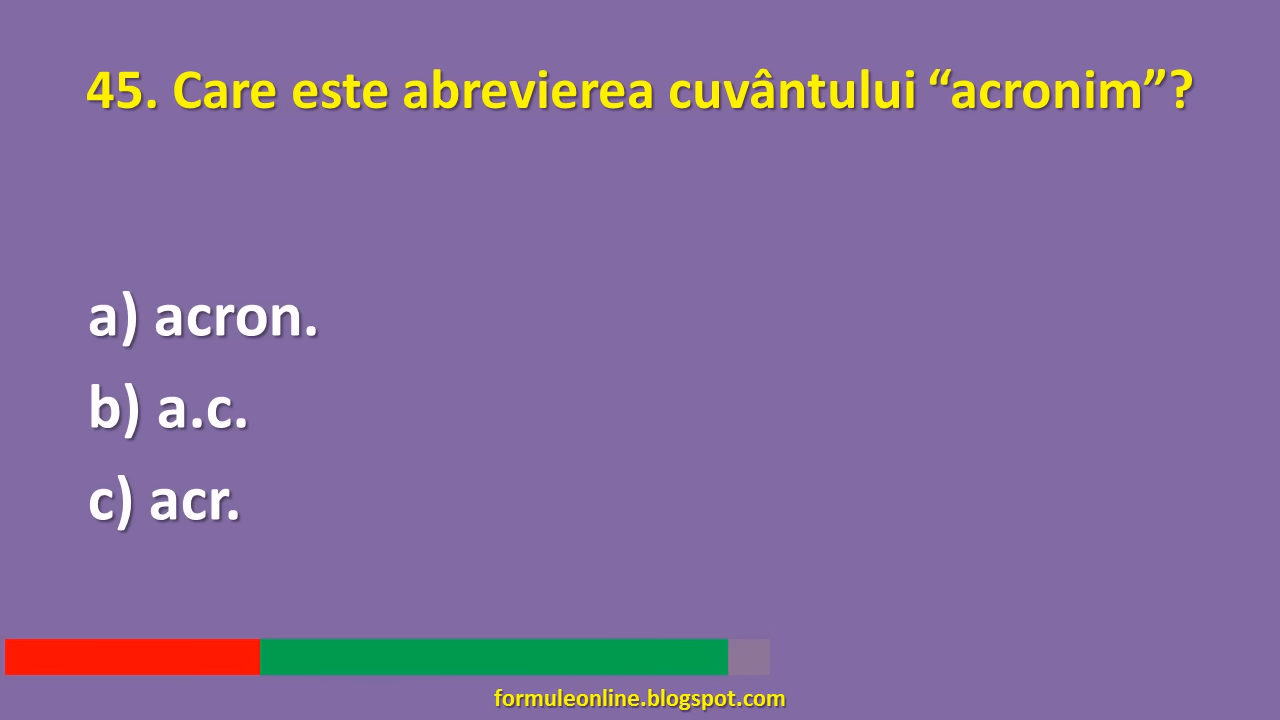 45. Care este abrevierea cuvântului “acronim”?
a) acron.
b) a.c.
c) acr.
formuleonline.blogspot.com